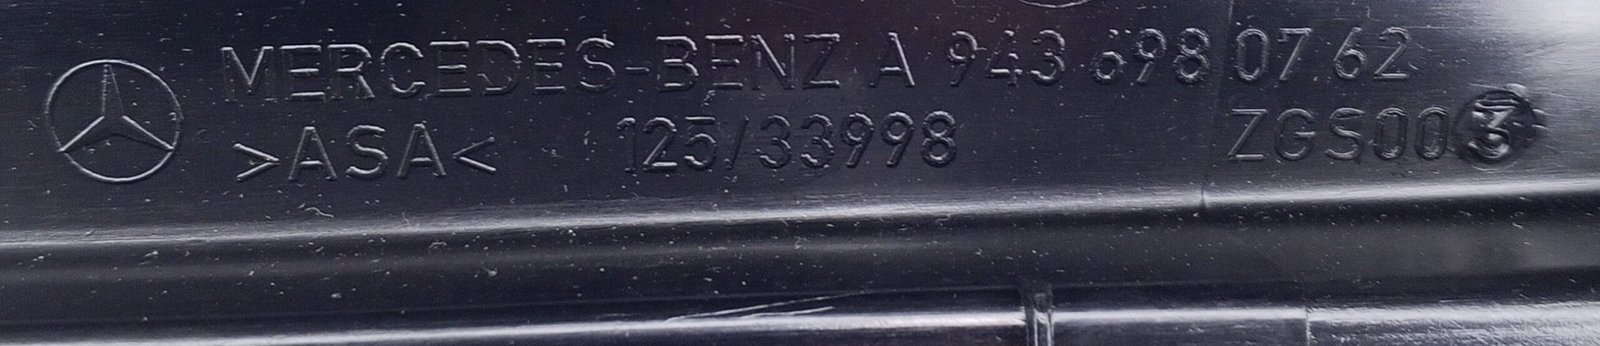 MERCEDES-BENZ A 943 698 07 62
>ASA< 125/33998 ZGS003